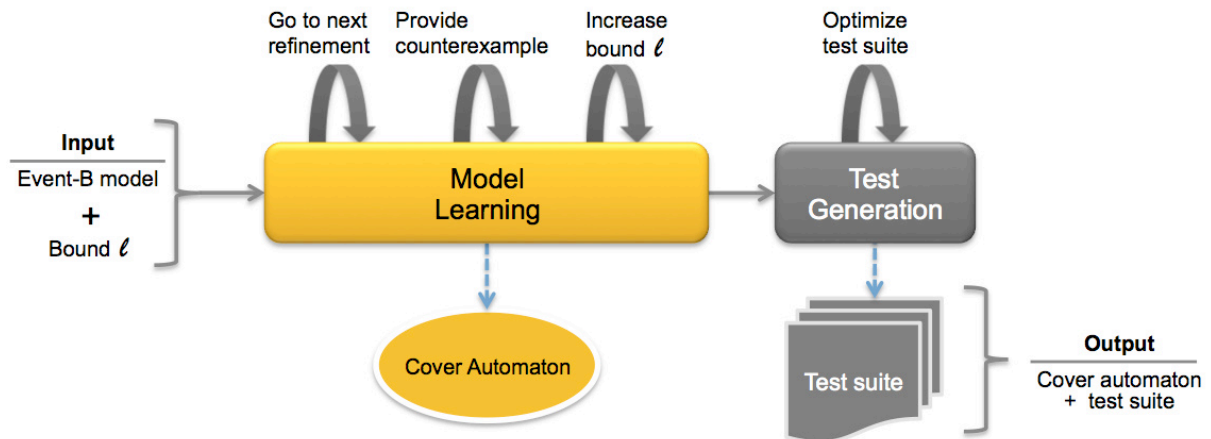 Go to next
refinement
Provide
counterexample
Increase
bound ℓ
Optimize
test suite
Input
Event-B model
+
Bound ℓ
Model
Learning
Test
Generation
Cover Automaton
Test suite
Output
Cover automaton
+ test suite